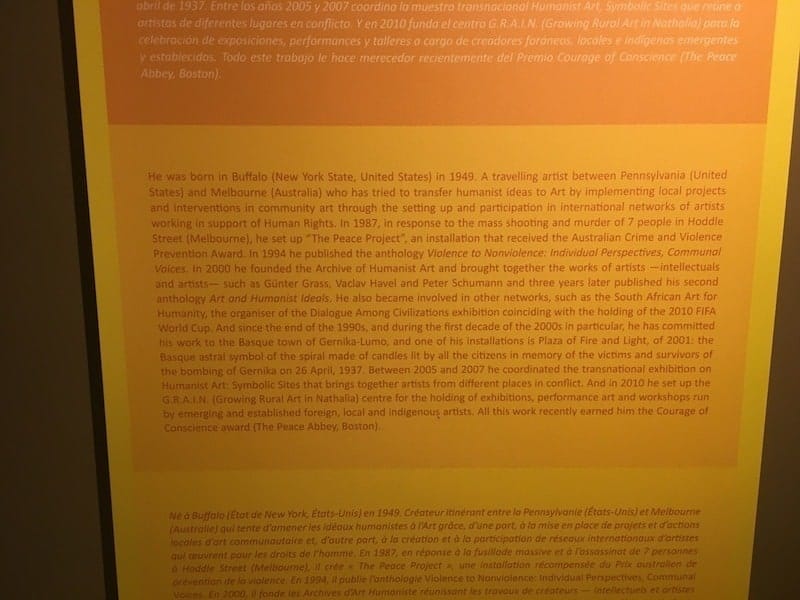 abril de 1937. Entre los años 2005 y 2007 coordina la muestra transnacional Humanist Art, Symbolic Sites que reúne a
artistas de diferentes lugares en conflicto. Y en 2010 funda el centro G.R.A.I.N. (Growing Rural Art in Nathalia) para la
celebración de exposiciones, performances y talleres a cargo de creadores foráneos, locales e indígenas emergentes
y establecidos. Todo este trabajo le hace merecedor recientemente del Premio Courage of Conscience (The Peace
Abbey, Boston).
He was born in Buffalo (New York State, United States) in 1949. A travelling artist between Pennsylvania (United
States) and Melbourne (Australia) who has tried to transfer humanist ideas to Art by implementing local projects
and interventions in community art through the setting up and participation in international networks of artists
working in support of Human Rights. In 1987, in response to the mass shooting and murder of 7 people in Hoddle
Street (Melbourne), he set up “The Peace Project”, an installation that received the Australian Crime and Violence
Prevention Award. In 1994 he published the anthology Violence to Nonviolence: Individual Perspectives, Communal
Voices. In 2000 he founded the Archive of Humanist Art and brought together the works of artists —intellectuals
and artists— such as Günter Grass, Vaclav Havel and Peter Schumann and three years later published his second
anthology Art and Humanist Ideals. He also became involved in other networks, such as the South African Art for
Humanity, the organiser of the Dialogue Among Civilizations exhibition coinciding with the holding of the 2010 FIFA
World Cup. And since the end of the 1990s, and during the first decade of the 2000s in particular, he has committed
his work to the Basque town of Gernika-Lumo, and one of his installations is Plaza of Fire and Light, of 2001: the
Basque astral symbol of the spiral made of candles lit by all the citizens in memory of the victims and survivors of
the bombing of Gernika on 26 April, 1937. Between 2005 and 2007 he coordinated the transnational exhibition on
Humanist Art: Symbolic Sites that brings together artists from different places in conflict. And in 2010 he set up the
G.R.A.I.N. (Growing Rural Art in Nathalia) centre for the holding of exhibitions, performance art and workshops run
by emerging and established foreign, local and indigenous artists. All this work recently earned him the Courage of
Conscience award (The Peace Abbey, Boston).
Né à Buffalo (État de New York, États-Unis) en 1949. Créateur itinérant entre la Pennsylvanie (États-Unis) et Melbourne
(Australie) qui tente d'amener les idéaux humanistes à l'Art grâce, d'une part, à la mise en place de projets et d'actions
locales d'art communautaire et, d'autre part, à la création et à la participation de réseaux internationaux d'artistes
qui œuvrent pour les droits de l'homme. En 1987, en réponse à la fusillade massive et à l'assassinat de 7 personnes
à Hoddle Street (Melbourne), il crée « The Peace Project », une installation récompensée du Prix australien de
prévention de la violence. En 1994, il publie l'anthologie Violence to Nonviolence: Individual Perspectives, Communal
Voices. En 2000, il fonde les Archives d'Art Humaniste réunissant les travaux de créateurs — intellectuels et artistes